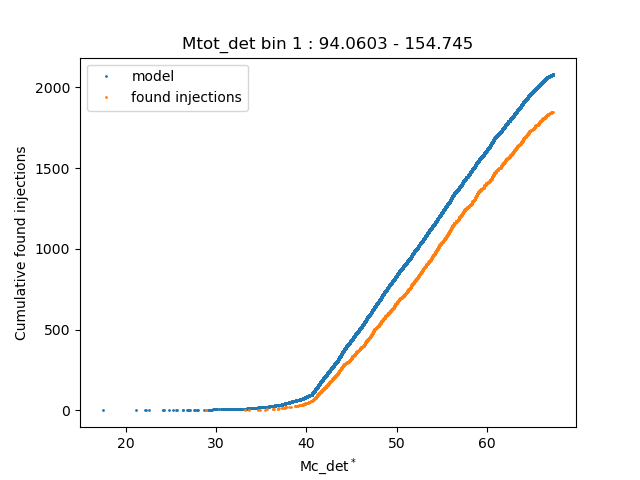 Mtot_det bin 1 : 94.0603 - 154.745
model
found injections
2000
1500
1000
500
0
Cumulative found injections
20 30 40 50 60
Mc_det*